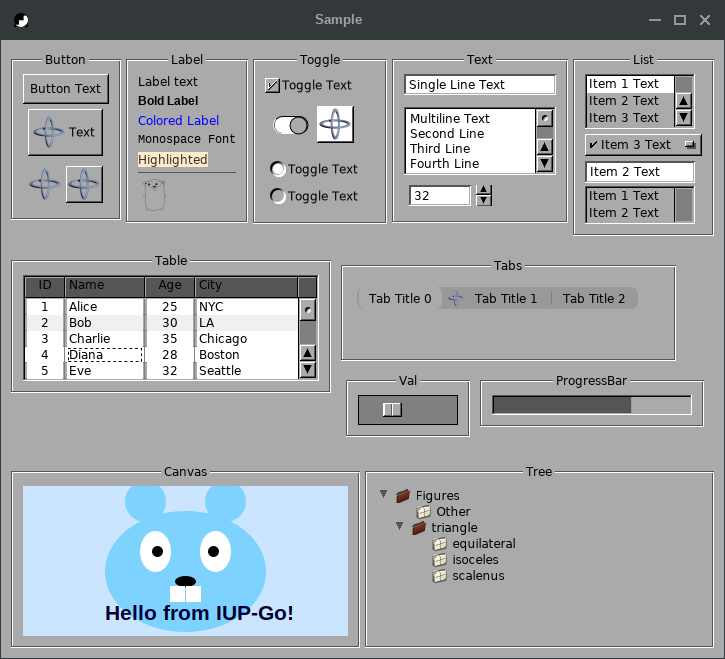 Sample
Button
Button Text
Text
Label
Label text
Bold Label
Colored Label
Monospace Font
Highlighted
Toggle
Toggle Text
Toggle Text
Toggle Text
Text
Single Line Text
Multiline Text
Second Line
Third Line
Fourth Line
32
List
Item 1 Text
Item 2 Text
Item 3 Text
Item 3 Text
Item 2 Text
Item 1 Text
Item 2 Text
Table
ID Name Age City
1 Alice 25 NYC
2 Bob 30 LA
3 Charlie 35 Chicago
4 Diana 28 Boston
5 Eve 32 Seattle
Tabs
Tab Title 0 Tab Title 1 Tab Title 2
Val
ProgressBar
Canvas
Hello from IUP-Go!
Tree
Figures
Other
triangle
equilateral
isoceles
scalenus